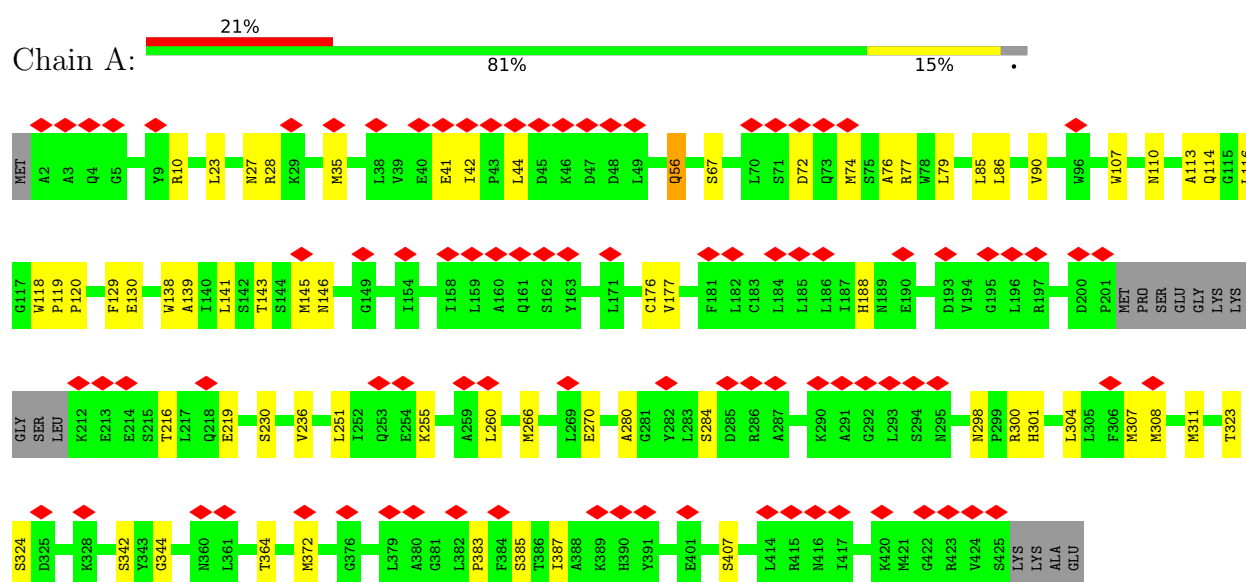 21%
Chain A:
81% 15% •
MET A2 A3 Q4 G5 Y9 R10 L23 N27 R28 K29 M35 L38 V39 E40 E41 I42 P43 L44 D45 K46 D47 D48 L49 Q56 S67 L70 S71 D72 Q73 M74 S75 A76 R77 W78 L79 L85 L86 V90 W96 W107 N110 A113 Q114 G115 L116
G117 W118 P119 P120 F129 E130 W138 A139 I140 L141 S142 T143 S144 M145 N146 G149 I154 I158 L159 A160 Q161 S162 Y163 L171 C176 V177 F181 L182 C183 L184 L185 L186 I187 H188 N189 E190 D193 V194 G195 L196 R197 D200 P201 MET PRO SER GLU GLY LYS LYS
GLY SER LEU K212 E213 E214 S215 T216 L217 Q218 E219 S230 V236 L251 I252 Q253 E254 K255 A259 L260 M266 L269 E270 A280 G281 Y282 L283 S284 D285 R286 A287 K290 A291 G292 L293 S294 N295 N298 P299 R300 H301 L304 L305 F306 M307 M308 M311 T323
S324 D325 K328 S342 Y343 G344 N360 L361 T364 M372 G376 L379 A380 G381 L382 P383 F384 S385 T386 I387 A388 K389 H390 Y391 E401 S407 L414 R415 N416 I417 K420 M421 G422 R423 V424 S425 LYS LYS ALA GLU